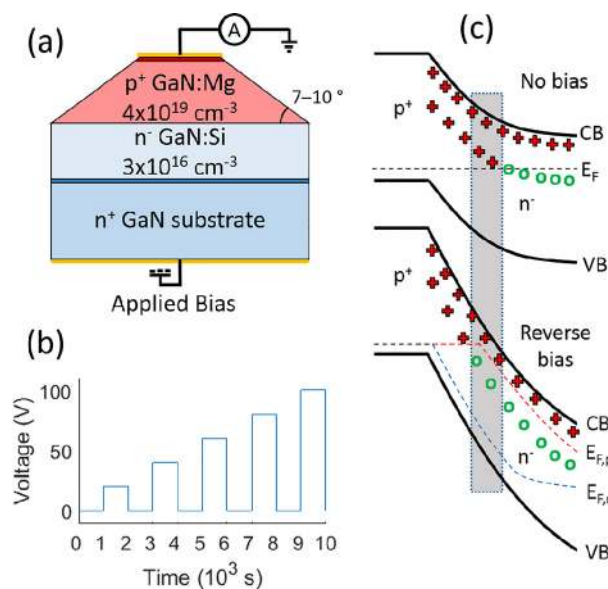 (a)
A
p⁺ GaN:Mg
4x10¹⁹ cm⁻³
7–10 °
n⁻ GaN:Si
3x10¹⁶ cm⁻³
n⁺ GaN substrate
Applied Bias
(b)
Voltage (V)
100
50
0
0 1 2 3 4 5 6 7 8 9 10
Time (10³ s)
(c)
No bias
p⁺
CB
E_F
n⁻
VB
p⁺
Reverse
bias
CB
n⁻
E_F,p
E_F,
VB